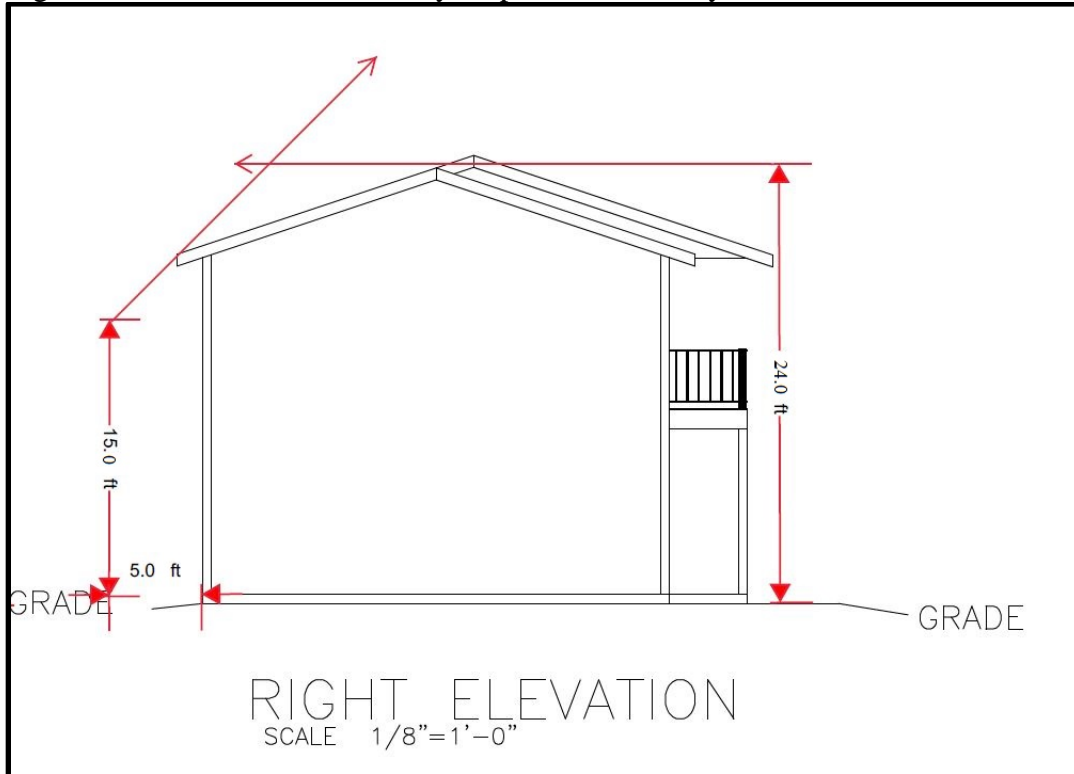 24.0 ft
15.0 ft
5.0 ft
GRADE
GRADE
RIGHT ELEVATION
SCALE 1/8"=1'-0"